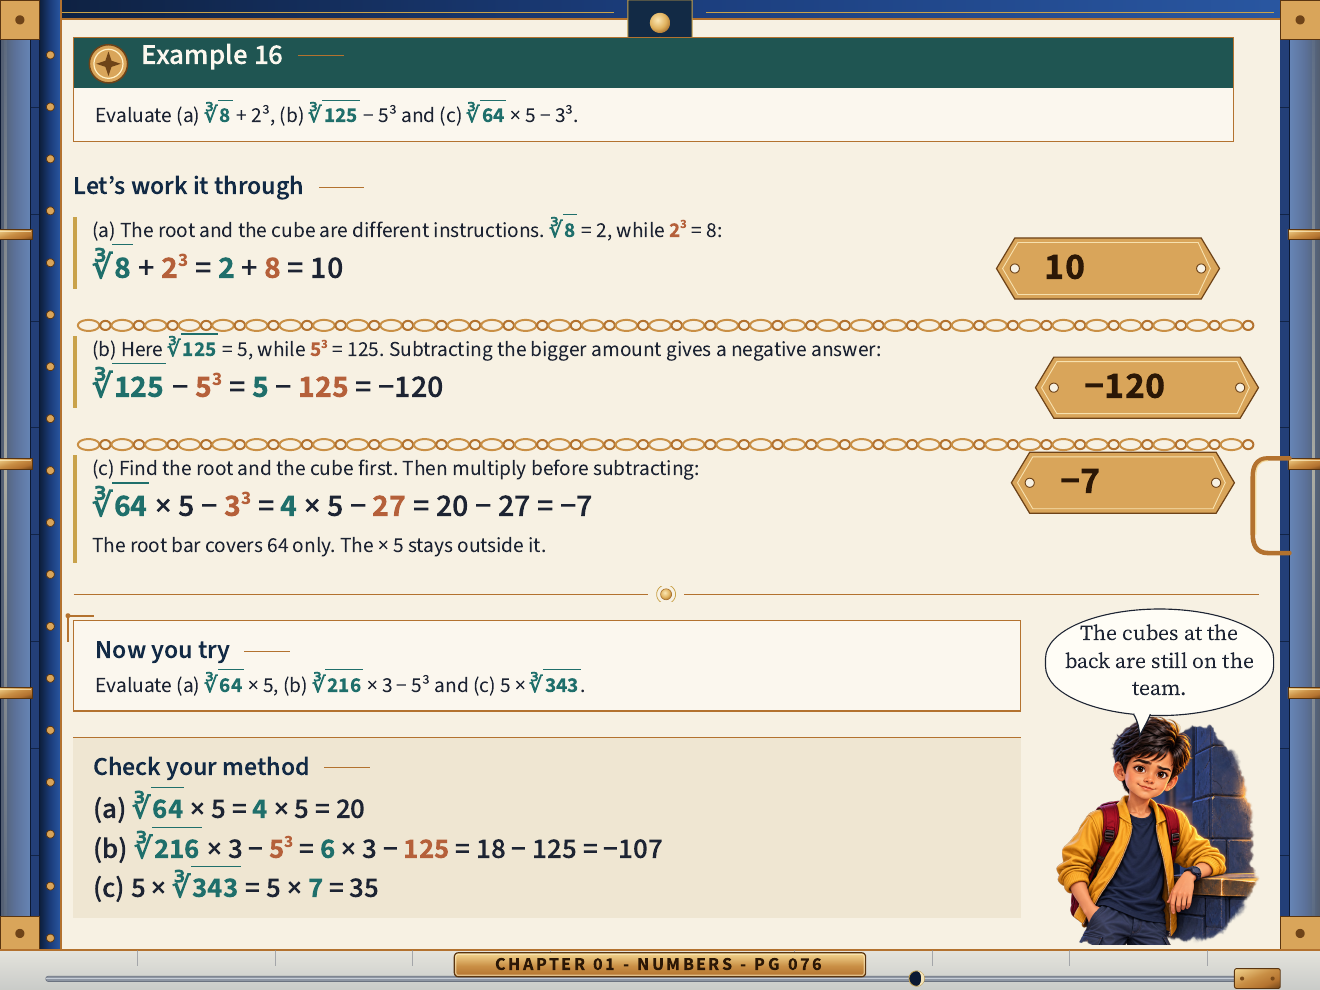 Example 16
Evaluate (a) ∛8 + 2³, (b) ∛125 − 5³ and (c) ∛64 × 5 − 3³.
Let’s work it through
(a) The root and the cube are different instructions. ∛8 = 2, while 2³ = 8:
∛8 + 2³ = 2 + 8 = 10
10
(b) Here ∛125 = 5, while 5³ = 125. Subtracting the bigger amount gives a negative answer:
∛125 − 5³ = 5 − 125 = −120
−120
(c) Find the root and the cube first. Then multiply before subtracting:
∛64 × 5 − 3³ = 4 × 5 − 27 = 20 − 27 = −7
−7
The root bar covers 64 only. The × 5 stays outside it.
Now you try
Evaluate (a) ∛64 × 5, (b) ∛216 × 3 − 5³ and (c) 5 × ∛343.
The cubes at the
back are still on the
team.
Check your method
(a) ∛64 × 5 = 4 × 5 = 20
(b) ∛216 × 3 − 5³ = 6 × 3 − 125 = 18 − 125 = −107
(c) 5 × ∛343 = 5 × 7 = 35
CHAPTER 01 - NUMBERS - PG 076